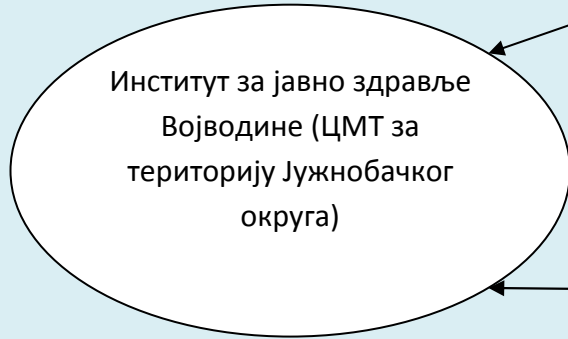 Институт за јавно здравље
Војводине (ЦМТ за
територију Јужнобачког
округа)